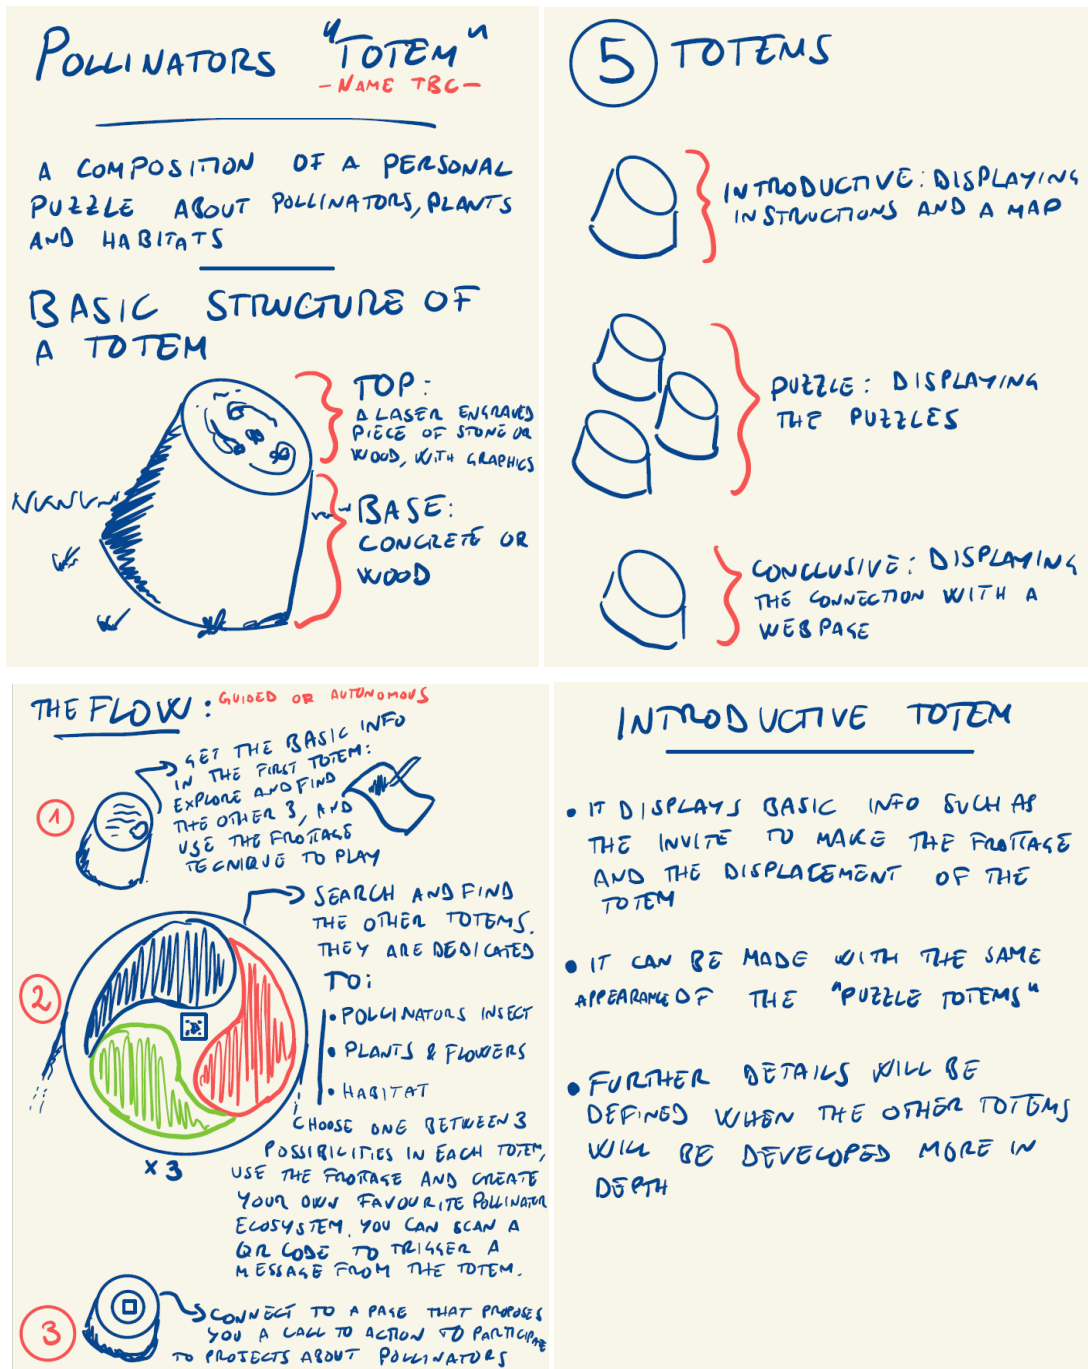 POLLINATORS "TOTEM"
- NAME TBC -
A COMPOSITION OF A PERSONAL
PUZZLE ABOUT POLLINATORS, PLANTS
AND HABITATS
BASIC STRUCTURE OF
A TOTEM
TOP:
A LASER ENGRAVED
PIECE OF STONE OR
WOOD, WITH GRAPHICS
BASE:
CONCRETE OR
WOOD
5 TOTEMS
INTRODUCTIVE: DISPLAYING
INSTRUCTIONS AND A MAP
PUZZLE: DISPLAYING
THE PUZZLES
CONCLUSIVE: DISPLAYING
THE CONNECTION WITH A
WEBPAGE
THE FLOW: GUIDED OR AUTONOMOUS
1
GET THE BASIC INFO
IN THE FIRST TOTEM:
EXPLORE AND FIND
THE OTHER 3, AND
USE THE FROTTAGE
TECNIQUE TO PLAY
2
SEARCH AND FIND
THE OTHER TOTEMS.
THEY ARE DEDICATED
TO:
• POLLINATORS INSECT
• PLANTS & FLOWERS
• HABITAT
x 3
CHOOSE ONE BETWEEN 3
POSSIBILITIES IN EACH TOTEM,
USE THE FROTTAGE AND CREATE
YOUR OWN FAVOURITE POLLINATOR
ECOSYSTEM. YOU CAN SCAN A
QR CODE TO TRIGGER A
MESSAGE FROM THE TOTEM.
3
CONNECT TO A PAGE THAT PROPOSES
YOU A CALL TO ACTION TO PARTICIPATE
TO PROJECTS ABOUT POLLINATORS
INTRODUCTIVE TOTEM
• IT DISPLAYS BASIC INFO SUCH AS
THE INVITE TO MAKE THE FROTTAGE
AND THE DISPLACEMENT OF THE
TOTEM
• IT CAN BE MADE WITH THE SAME
APPEARANCE OF THE "PUZZLE TOTEMS"
• FURTHER DETAILS WILL BE
DEFINED WHEN THE OTHER TOTEMS
WILL BE DEVELOPED MORE IN
DEPTH